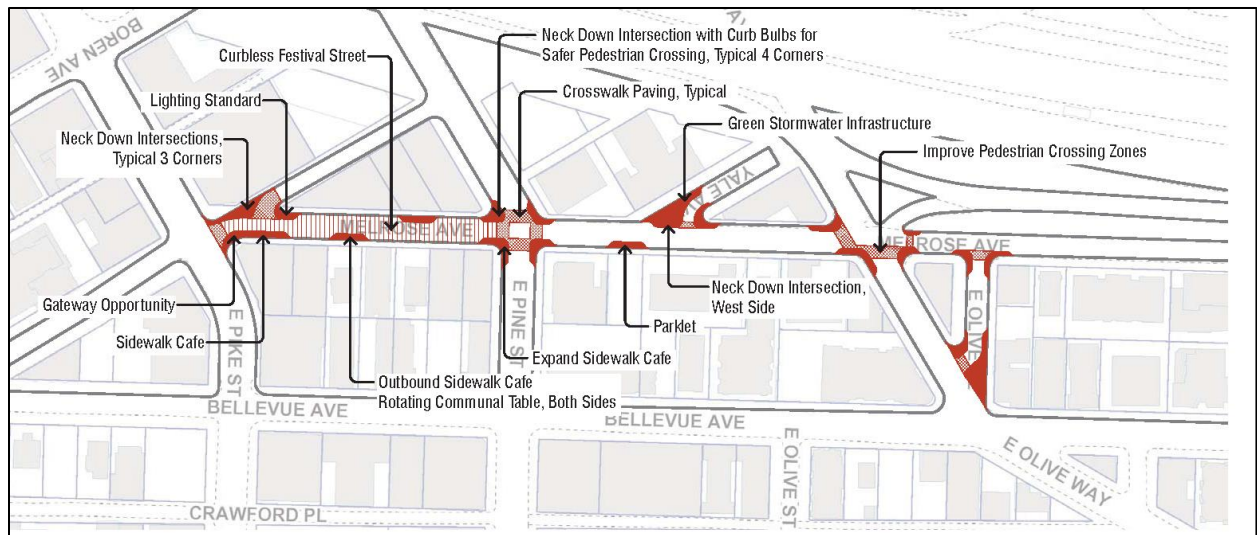 BOREN AVE
Curbless Festival Street
Neck Down Intersection with Curb Bulbs for
Safer Pedestrian Crossing, Typical 4 Corners
Lighting Standard
Crosswalk Paving, Typical
Neck Down Intersections,
Typical 3 Corners
Green Stormwater Infrastructure
Improve Pedestrian Crossing Zones
MELROSE AVE
MELROSE AVE
Gateway Opportunity
Sidewalk Cafe
E PIKE ST
Outbound Sidewalk Cafe
Rotating Communal Table, Both Sides
E PINE ST
Expand Sidewalk Cafe
Parklet
Neck Down Intersection,
West Side
E OLIVE
BELLEVUE AVE
BELLEVUE AVE
E OLIVE ST
E OLIVE WAY
CRAWFORD PL